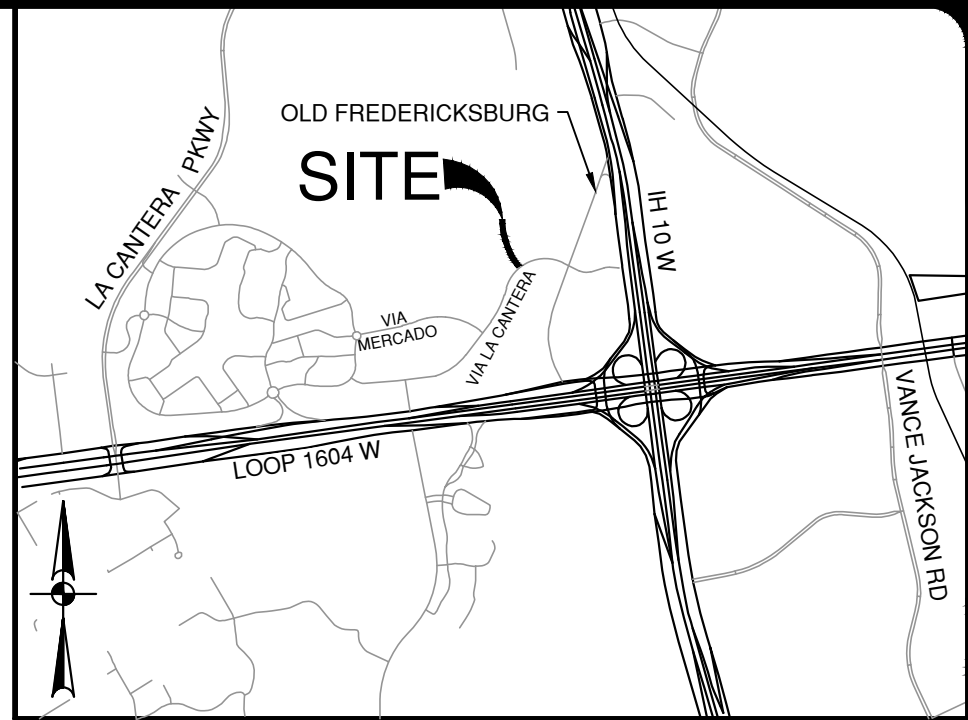 OLD FREDERICKSBURG
SITE
LA CANTERA PKWY
IH 10 W
VIA
MERCADO
VIA LA CANTERA
LOOP 1604 W
VANCE JACKSON RD